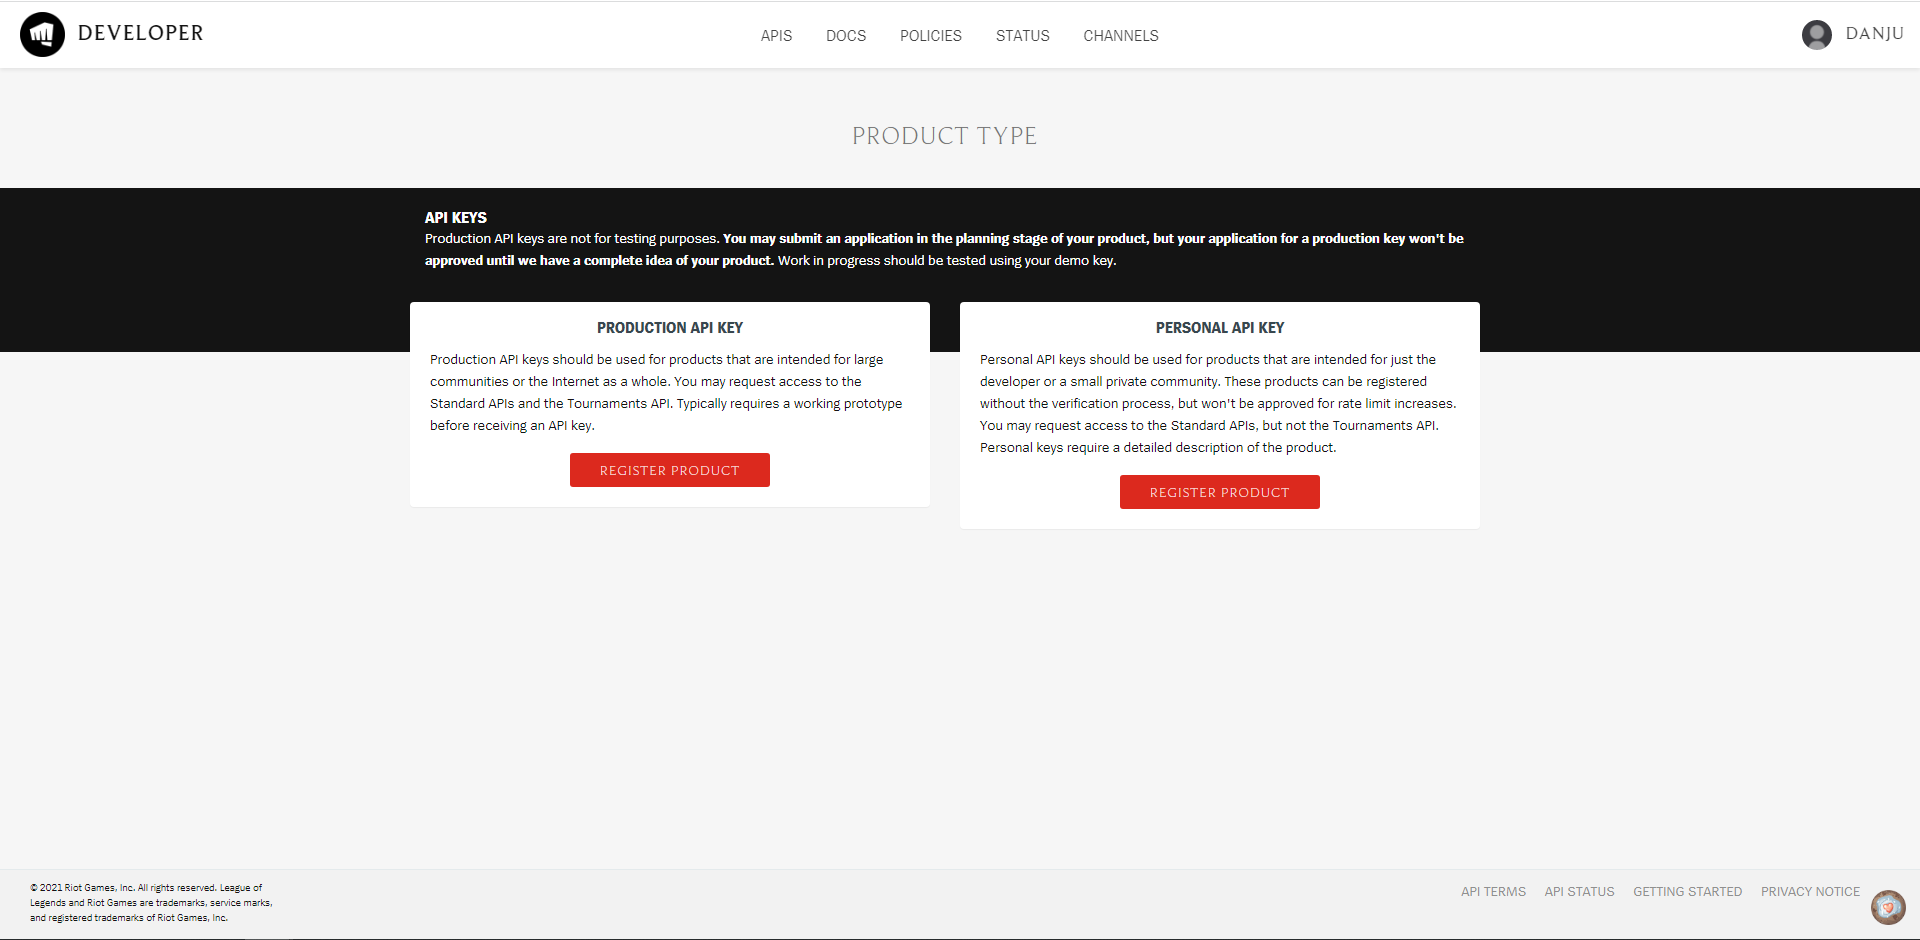 DEVELOPER
APIS
DOCS
POLICIES
STATUS
CHANNELS
DANJU
PRODUCT TYPE
API KEYS
Production API keys are not for testing purposes. You may submit an application in the planning stage of your product, but your application for a production key won't be
approved until we have a complete idea of your product. Work in progress should be tested using your demo key.
PRODUCTION API KEY
Production API keys should be used for products that are intended for large
communities or the Internet as a whole. You may request access to the
Standard APIs and the Tournaments API. Typically requires a working prototype
before receiving an API key.
REGISTER PRODUCT
PERSONAL API KEY
Personal API keys should be used for products that are intended for just the
developer or a small private community. These products can be registered
without the verification process, but won't be approved for rate limit increases.
You may request access to the Standard APIs, but not the Tournaments API.
Personal keys require a detailed description of the product.
REGISTER PRODUCT
© 2021 Riot Games, Inc. All rights reserved. League of
Legends and Riot Games are trademarks, service marks,
and registered trademarks of Riot Games, Inc.
API TERMS
API STATUS
GETTING STARTED
PRIVACY NOTICE